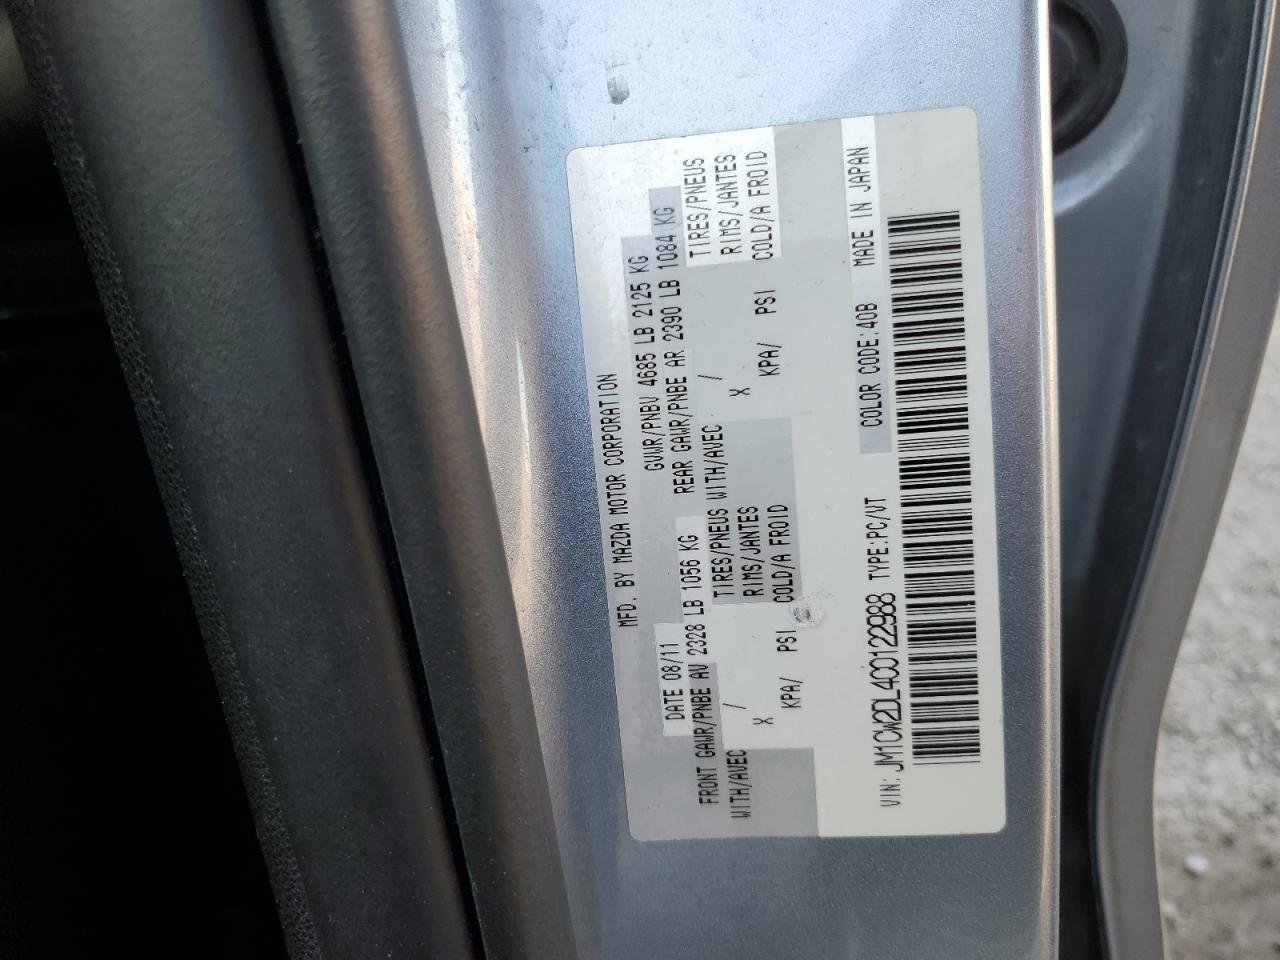 MFD. BY MAZDA MOTOR CORPORATION
DATE 08/11 GVWR/PNBV 4685 LB 2125 KG
FRONT GAWR/PNBE AV 2328 LB 1056 KG REAR GAWR/PNBE AR 2390 LB 1084 KG
WITH/AVEC / TIRES/PNEUS WITH/AVEC / TIRES/PNEUS
X RIMS/JANTES X RIMS/JANTES
KPA/ PSI COLD/A FROID KPA/ PSI COLD/A FROID
COLOR CODE:40B MADE IN JAPAN
VIN: JM1CW2DL4C0122988 TYPE:PC/VT